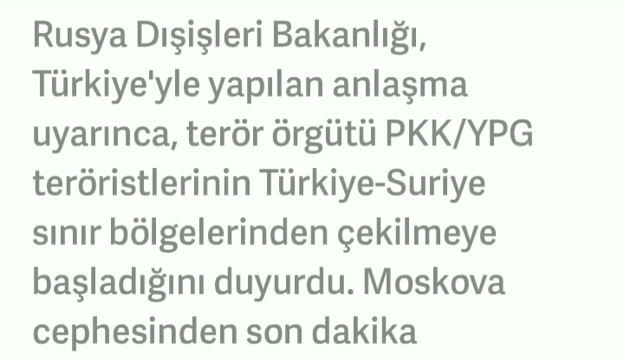 Rusya Dışişleri Bakanlığı,
Türkiye'yle yapılan anlaşma
uyarınca, terör örgütü PKK/YPG
teröristlerinin Türkiye-Suriye
sınır bölgelerinden çekilmeye
başladığını duyurdu. Moskova
cephesinden son dakika